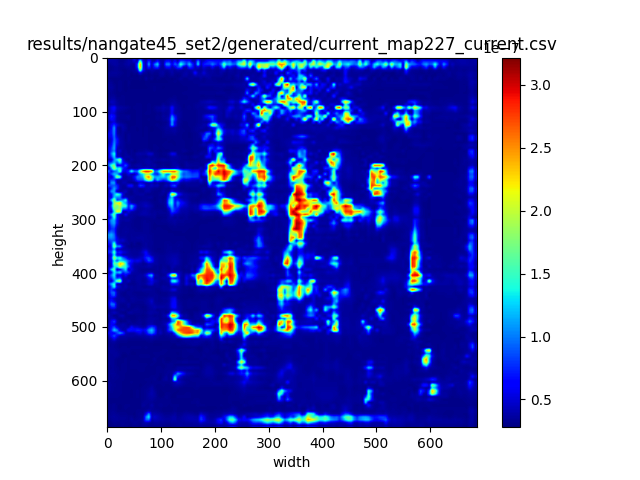 results/nangate45_set2/generated/current_map227_current.csv
1e−7
0
100
200
300
400
500
600
height
0 100 200 300 400 500 600
width
3.0
2.5
2.0
1.5
1.0
0.5